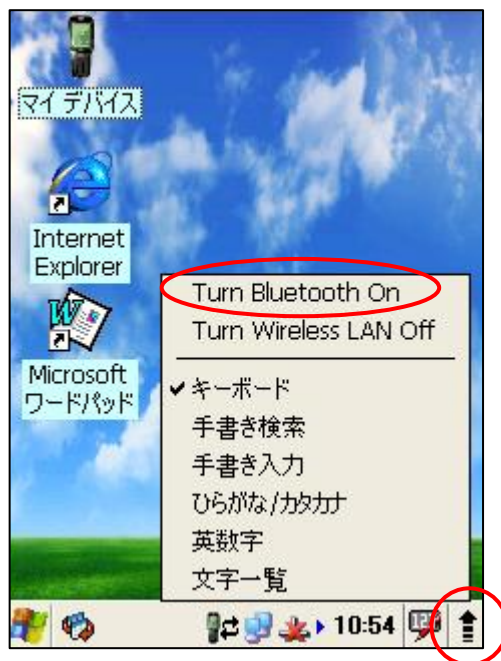 マイ デバイス
Internet
Explorer
Microsoft
ワードパッド
Turn Bluetooth On
Turn Wireless LAN Off
キーボード
手書き検索
手書き入力
ひらがな/カタカナ
英数字
文字一覧
10:54